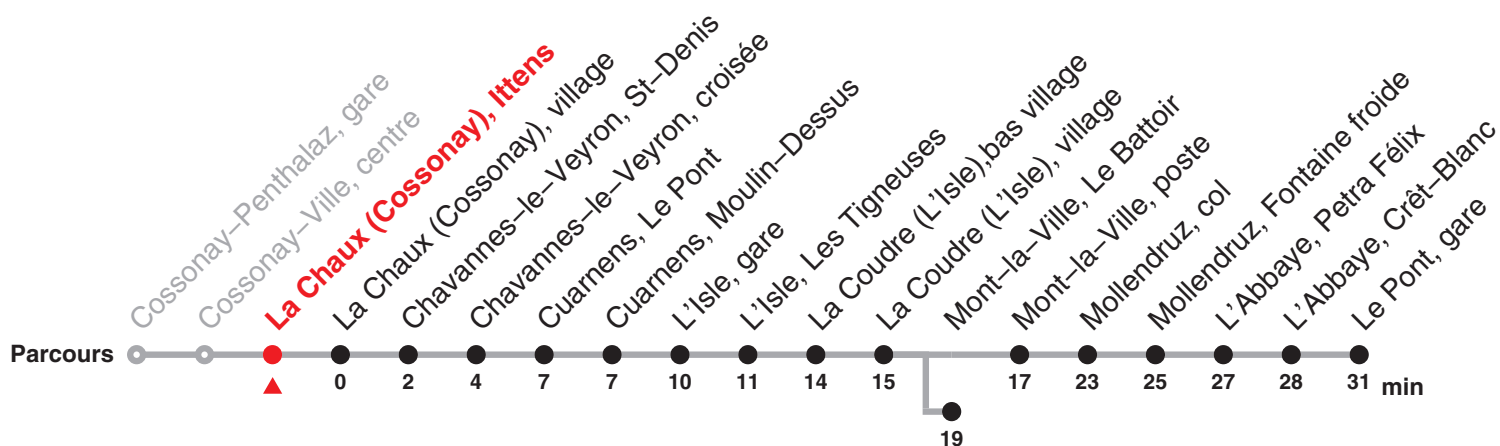 Cossonay–Penthalaz, gare
Cossonay–Ville, centre
La Chaux (Cossonay), Ittens
La Chaux (Cossonay), village
Chavannes–le–Veyron, St–Denis
Chavannes–le–Veyron, croisée
Cuarnens, Le Pont
Cuarnens, Moulin–Dessus
L'Isle, gare
L'Isle, Les Tigneuses
La Coudre (L'Isle),bas village
La Coudre (L'Isle), village
Mont–la–Ville, Le Battoir
Mont–la–Ville, poste
Mollendruz, col
Mollendruz, Fontaine froide
L'Abbaye, Petra Félix
L'Abbaye, Crêt–Blanc
Le Pont, gare
Parcours
0 2 4 7 7 10 11 14 15 17 23 25 27 28 31 min
19